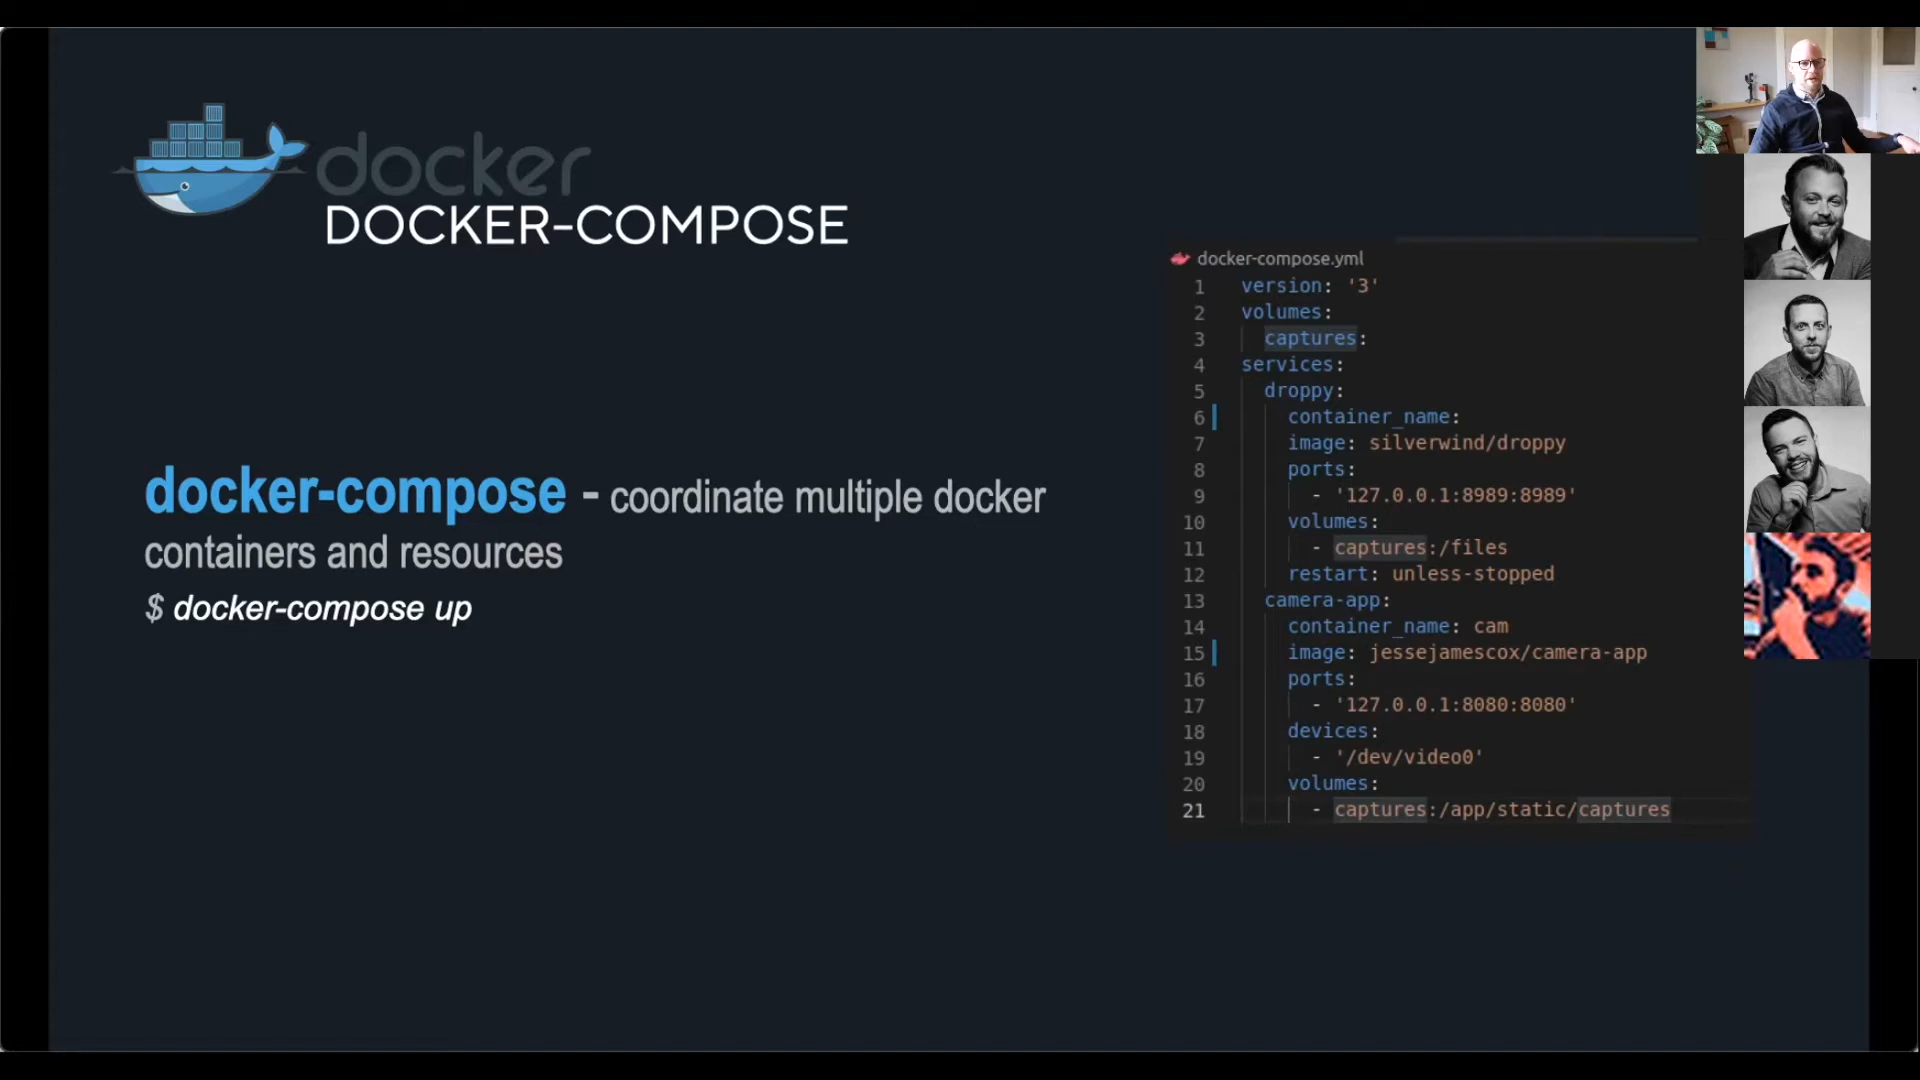 docker
DOCKER-COMPOSE
docker-compose - coordinate multiple docker
containers and resources
$ docker-compose up
docker-compose.yml
1 version: '3'
2 volumes:
3 captures:
4 services:
5 droppy:
6 container_name:
7 image: silverwind/droppy
8 ports:
9 - '127.0.0.1:8989:8989'
10 volumes:
11 - captures:/files
12 restart: unless-stopped
13 camera-app:
14 container_name: cam
15 image: jessejamescox/camera-app
16 ports:
17 - '127.0.0.1:8080:8080'
18 devices:
19 - '/dev/video0'
20 volumes:
21 - captures:/app/static/captures